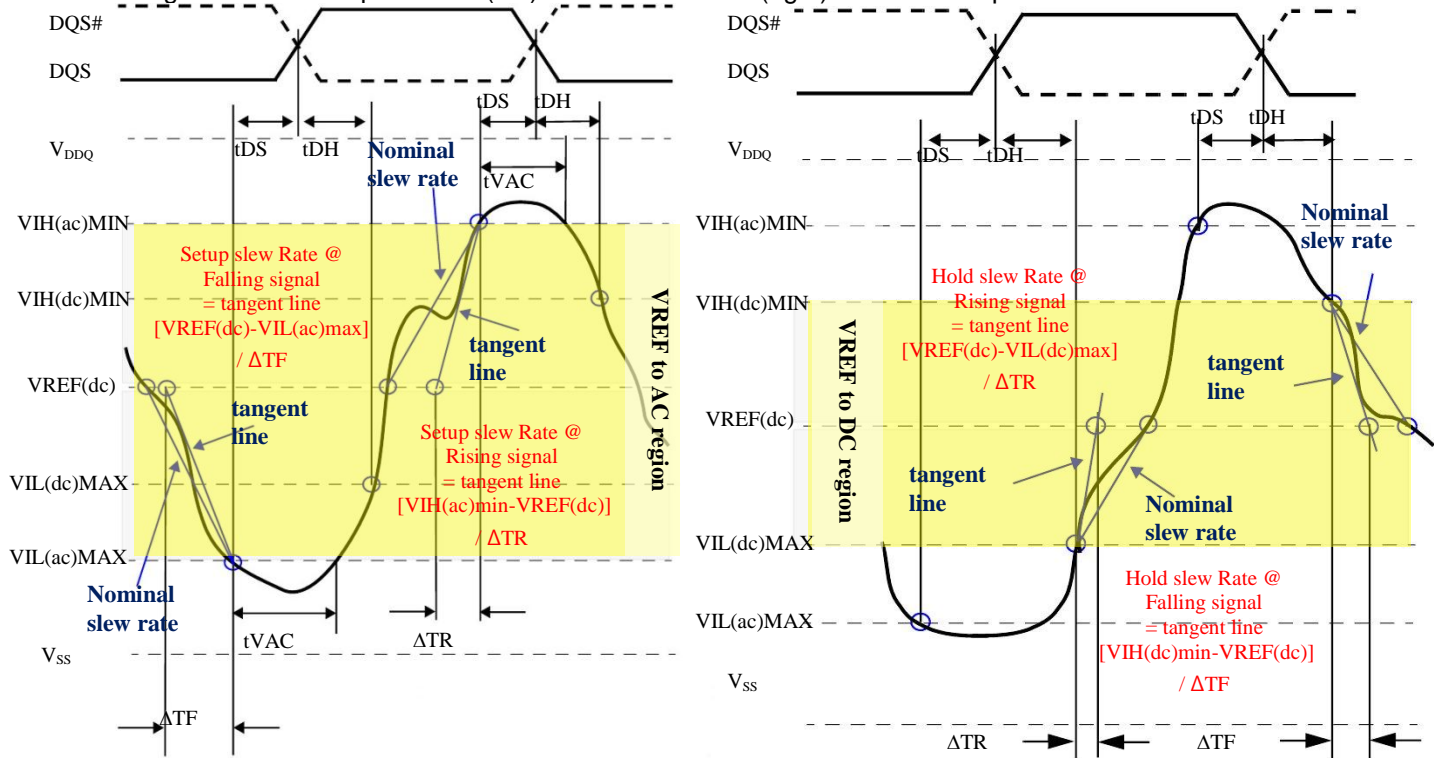 DQS#
DQS
tDS
tDH
tDS
tDH
V_DDQ
Nominal
slew rate
tVAC
VIH(ac)MIN
Setup slew Rate @
Falling signal
= tangent line
[VREF(dc)-VIL(ac)max]
/ ΔTF
VIH(dc)MIN
tangent
line
VREF to AC region
VREF(dc)
tangent
line
Setup slew Rate @
Rising signal
= tangent line
[VIH(ac)min-VREF(dc)]
/ ΔTR
VIL(dc)MAX
VIL(ac)MAX
Nominal
slew rate
tVAC
ΔTR
V_SS
ΔTF
DQS#
DQS
tDS
tDH
tDS
tDH
V_DDQ
VIH(ac)MIN
Nominal
slew rate
Hold slew Rate @
Rising signal
= tangent line
[VREF(dc)-VIL(dc)max]
/ ΔTR
VIH(dc)MIN
VREF to DC region
tangent
line
VREF(dc)
tangent
line
Nominal
slew rate
VIL(dc)MAX
Hold slew Rate @
Falling signal
= tangent line
[VIH(dc)min-VREF(dc)]
/ ΔTF
VIL(ac)MAX
V_SS
ΔTR
ΔTF